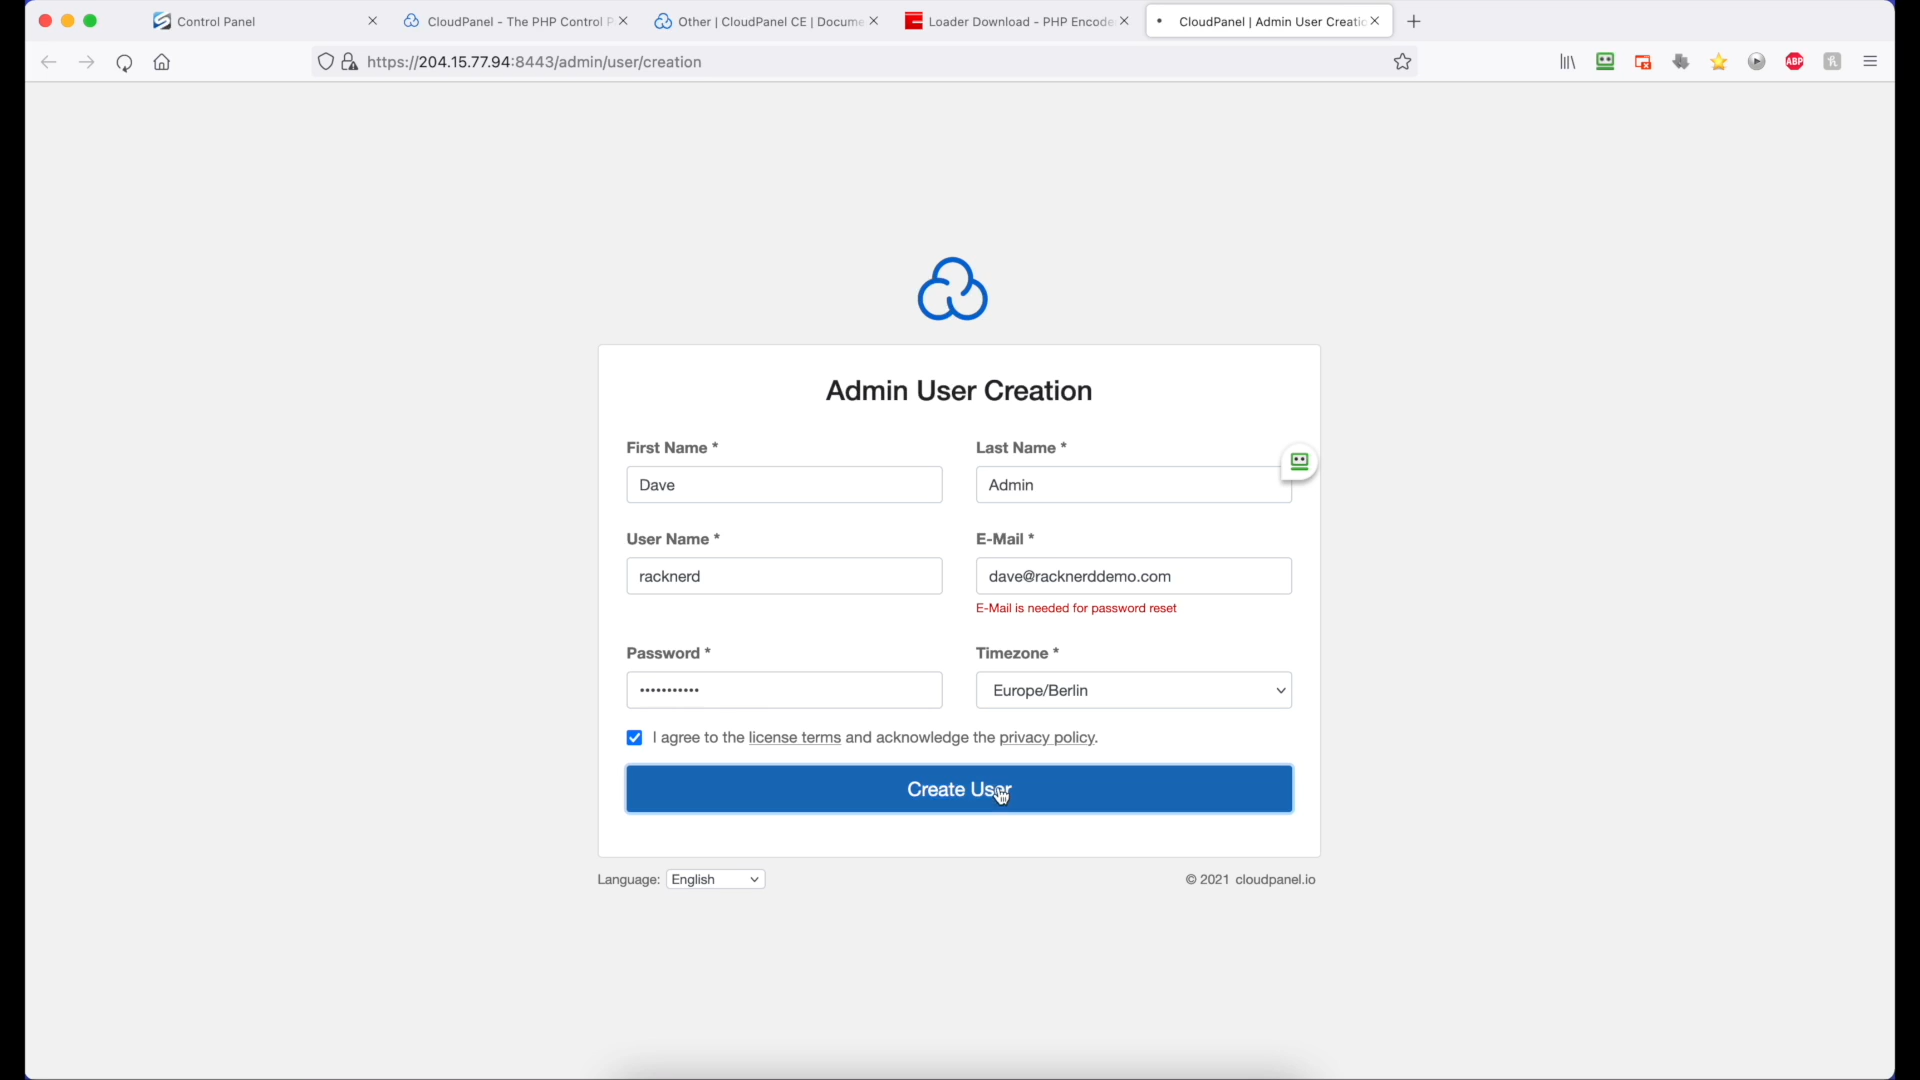 Control Panel
CloudPanel - The PHP Control P
Other | CloudPanel CE | Docume
Loader Download - PHP Encode
CloudPanel | Admin User Creatio
https://204.15.77.94:8443/admin/user/creation
ABP
Admin User Creation
First Name *
Last Name *
Dave
Admin
User Name *
E-Mail *
racknerd
dave@racknerddemo.com
E-Mail is needed for password reset
Password *
Timezone *
•••••••••••
Europe/Berlin
I agree to the license terms and acknowledge the privacy policy.
Create User
Language: English
© 2021 cloudpanel.io